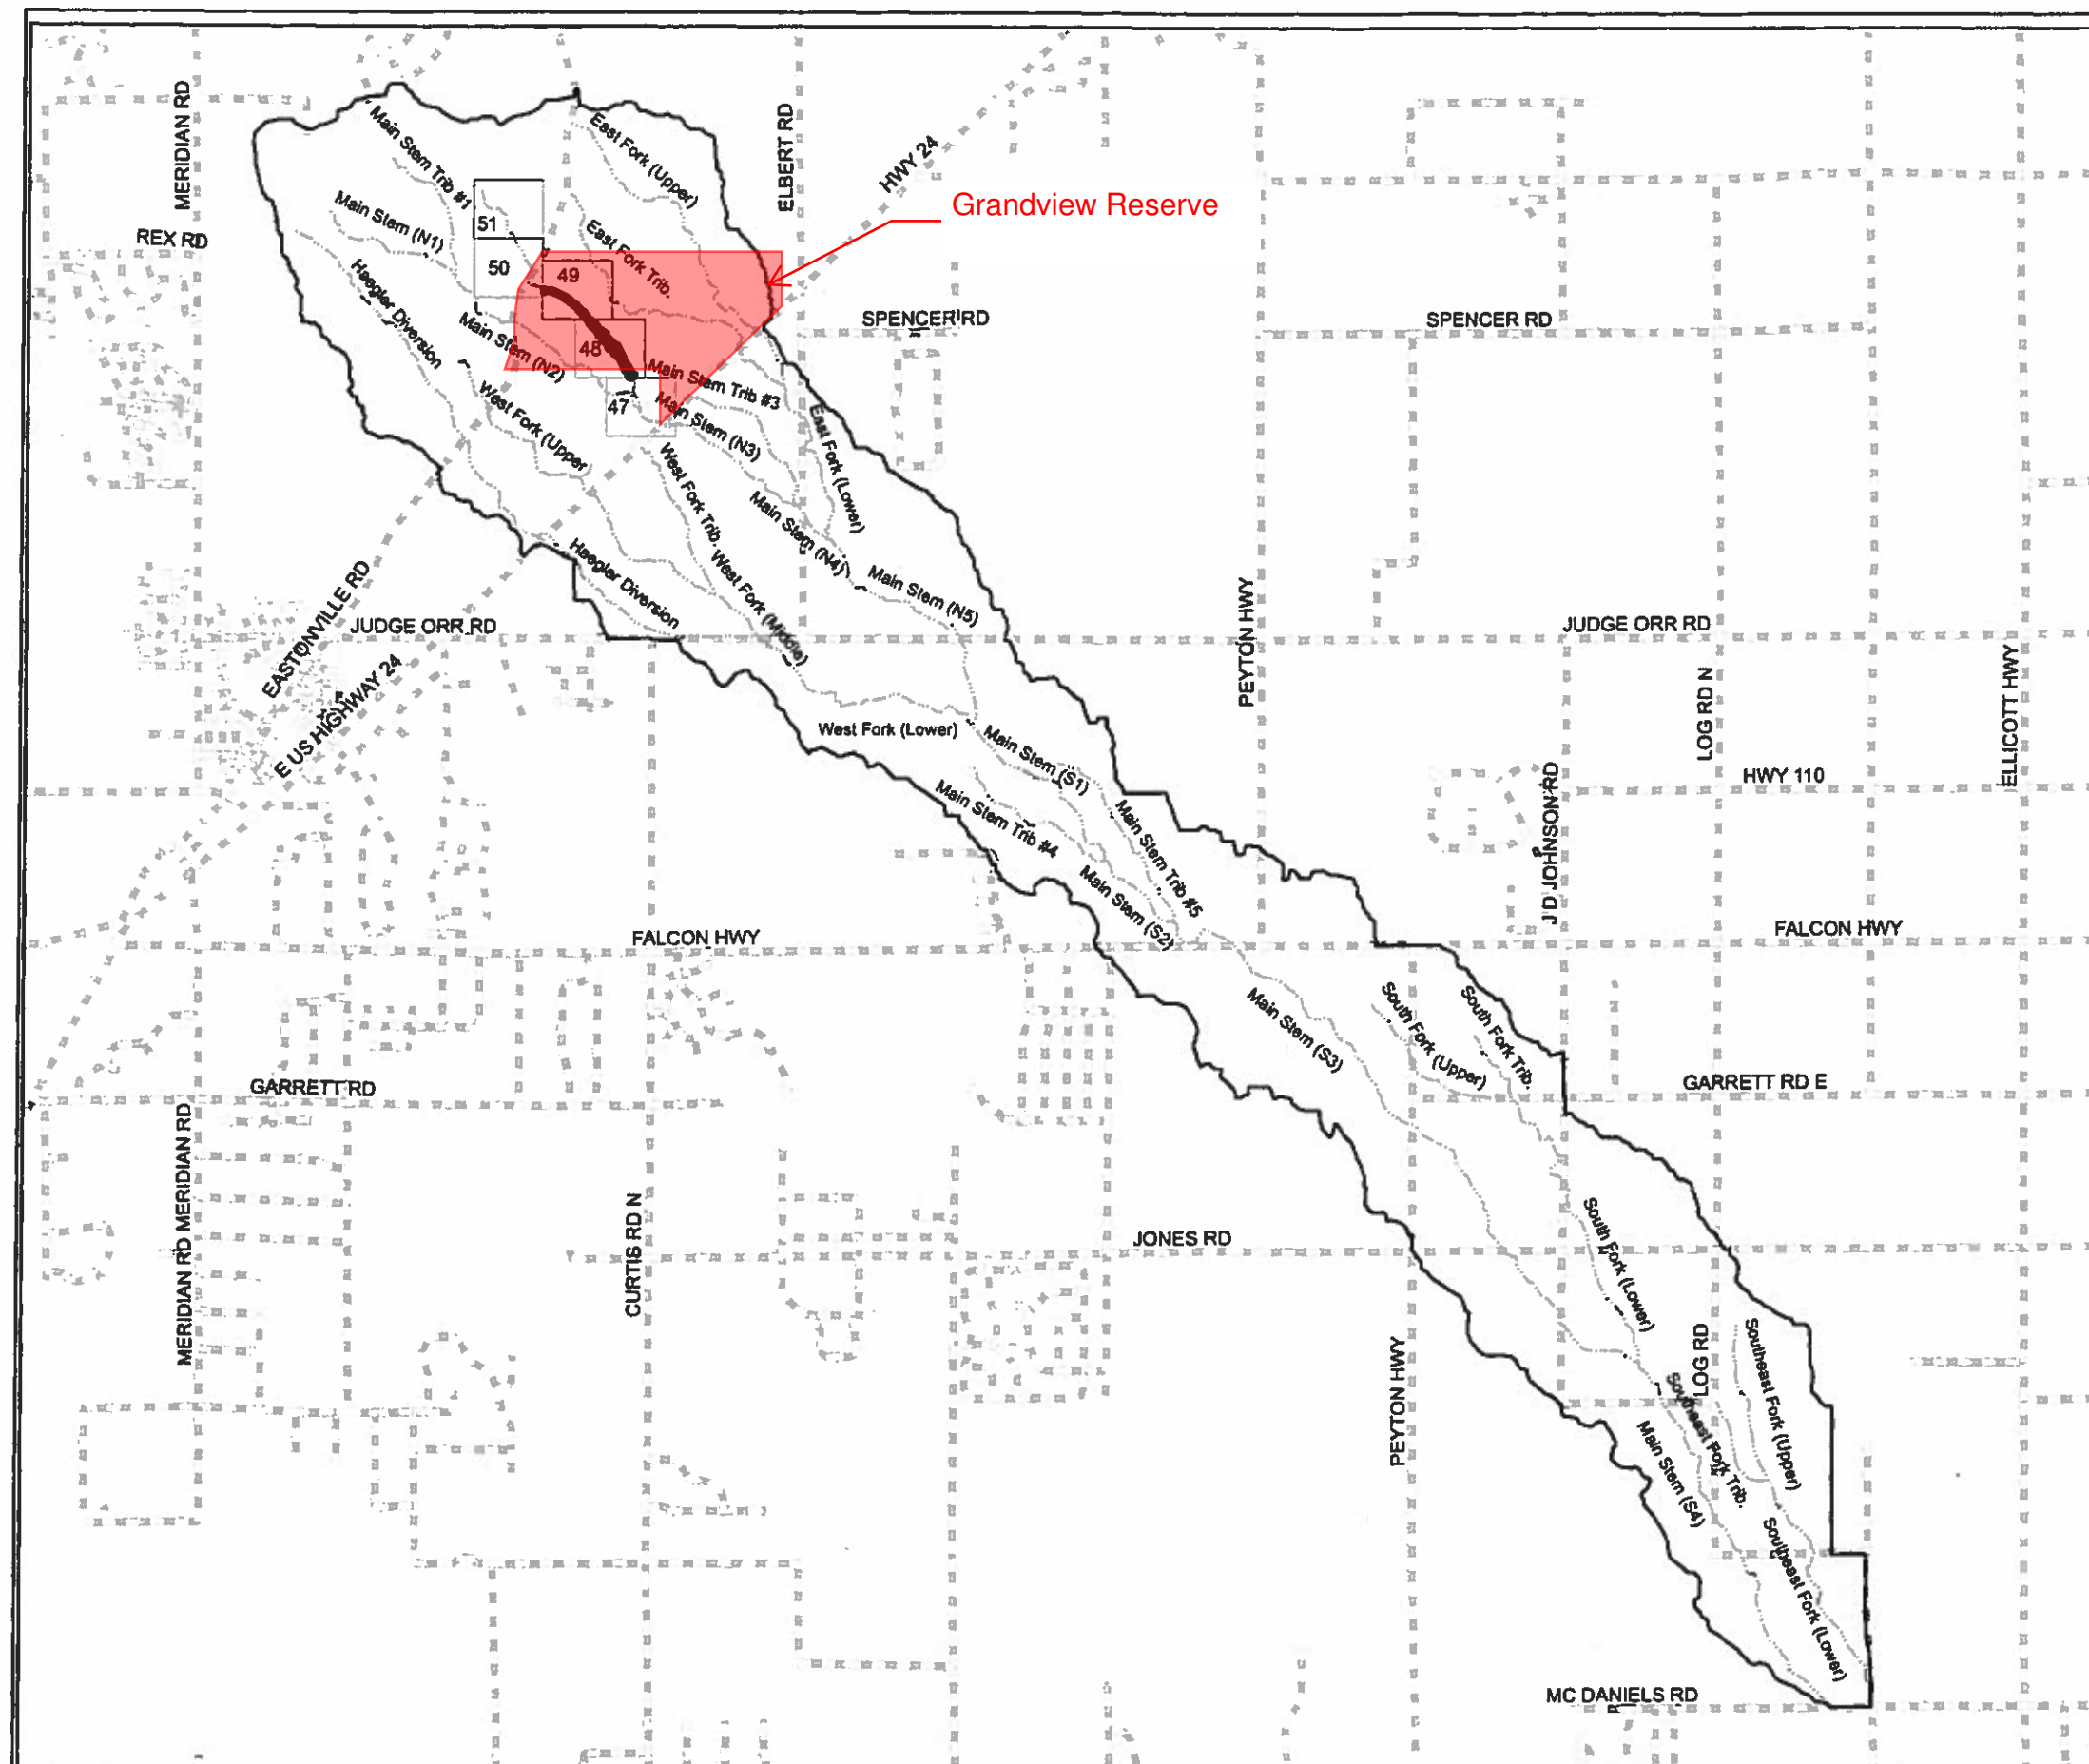 MERIDIAN RD
Main Stem Trib #1
East Fork (Upper)
ELBERT RD
HWY 24
Grandview Reserve
REX RD
Main Stem (N1)
51
50
49
East Fork Trib.
Haegler Diversion
SPENCER RD
SPENCER RD
Main Stem (N2)
48
47
Main Stem Trib #3
Main Stem (N3)
West Fork (Upper)
East Fork (Lower)
West Fork Trib.
Main Stem (N4)
Haegler Diversion
West Fork (Middle)
Main Stem (N5)
EASTONVILLE RD
JUDGE ORR RD
JUDGE ORR RD
E US HIGHWAY 24
PEYTON HWY
LOG RD N
ELLICOTT HWY
West Fork (Lower)
Main Stem (S1)
HWY 110
Main Stem Trib #4
Main Stem Trib #5
J D JOHNSON RD
Main Stem (S2)
FALCON HWY
FALCON HWY
Main Stem (S3)
South Fork (Upper)
South Fork Trib.
GARRETT RD
GARRETT RD E
MERIDIAN RD MERIDIAN RD
CURTIS RD N
JONES RD
South Fork (Lower)
PEYTON HWY
LOG RD
Southeast Fork (Upper)
Southeast Fork Trib.
Main Stem (S4)
Southeast Fork (Lower)
MC DANIELS RD